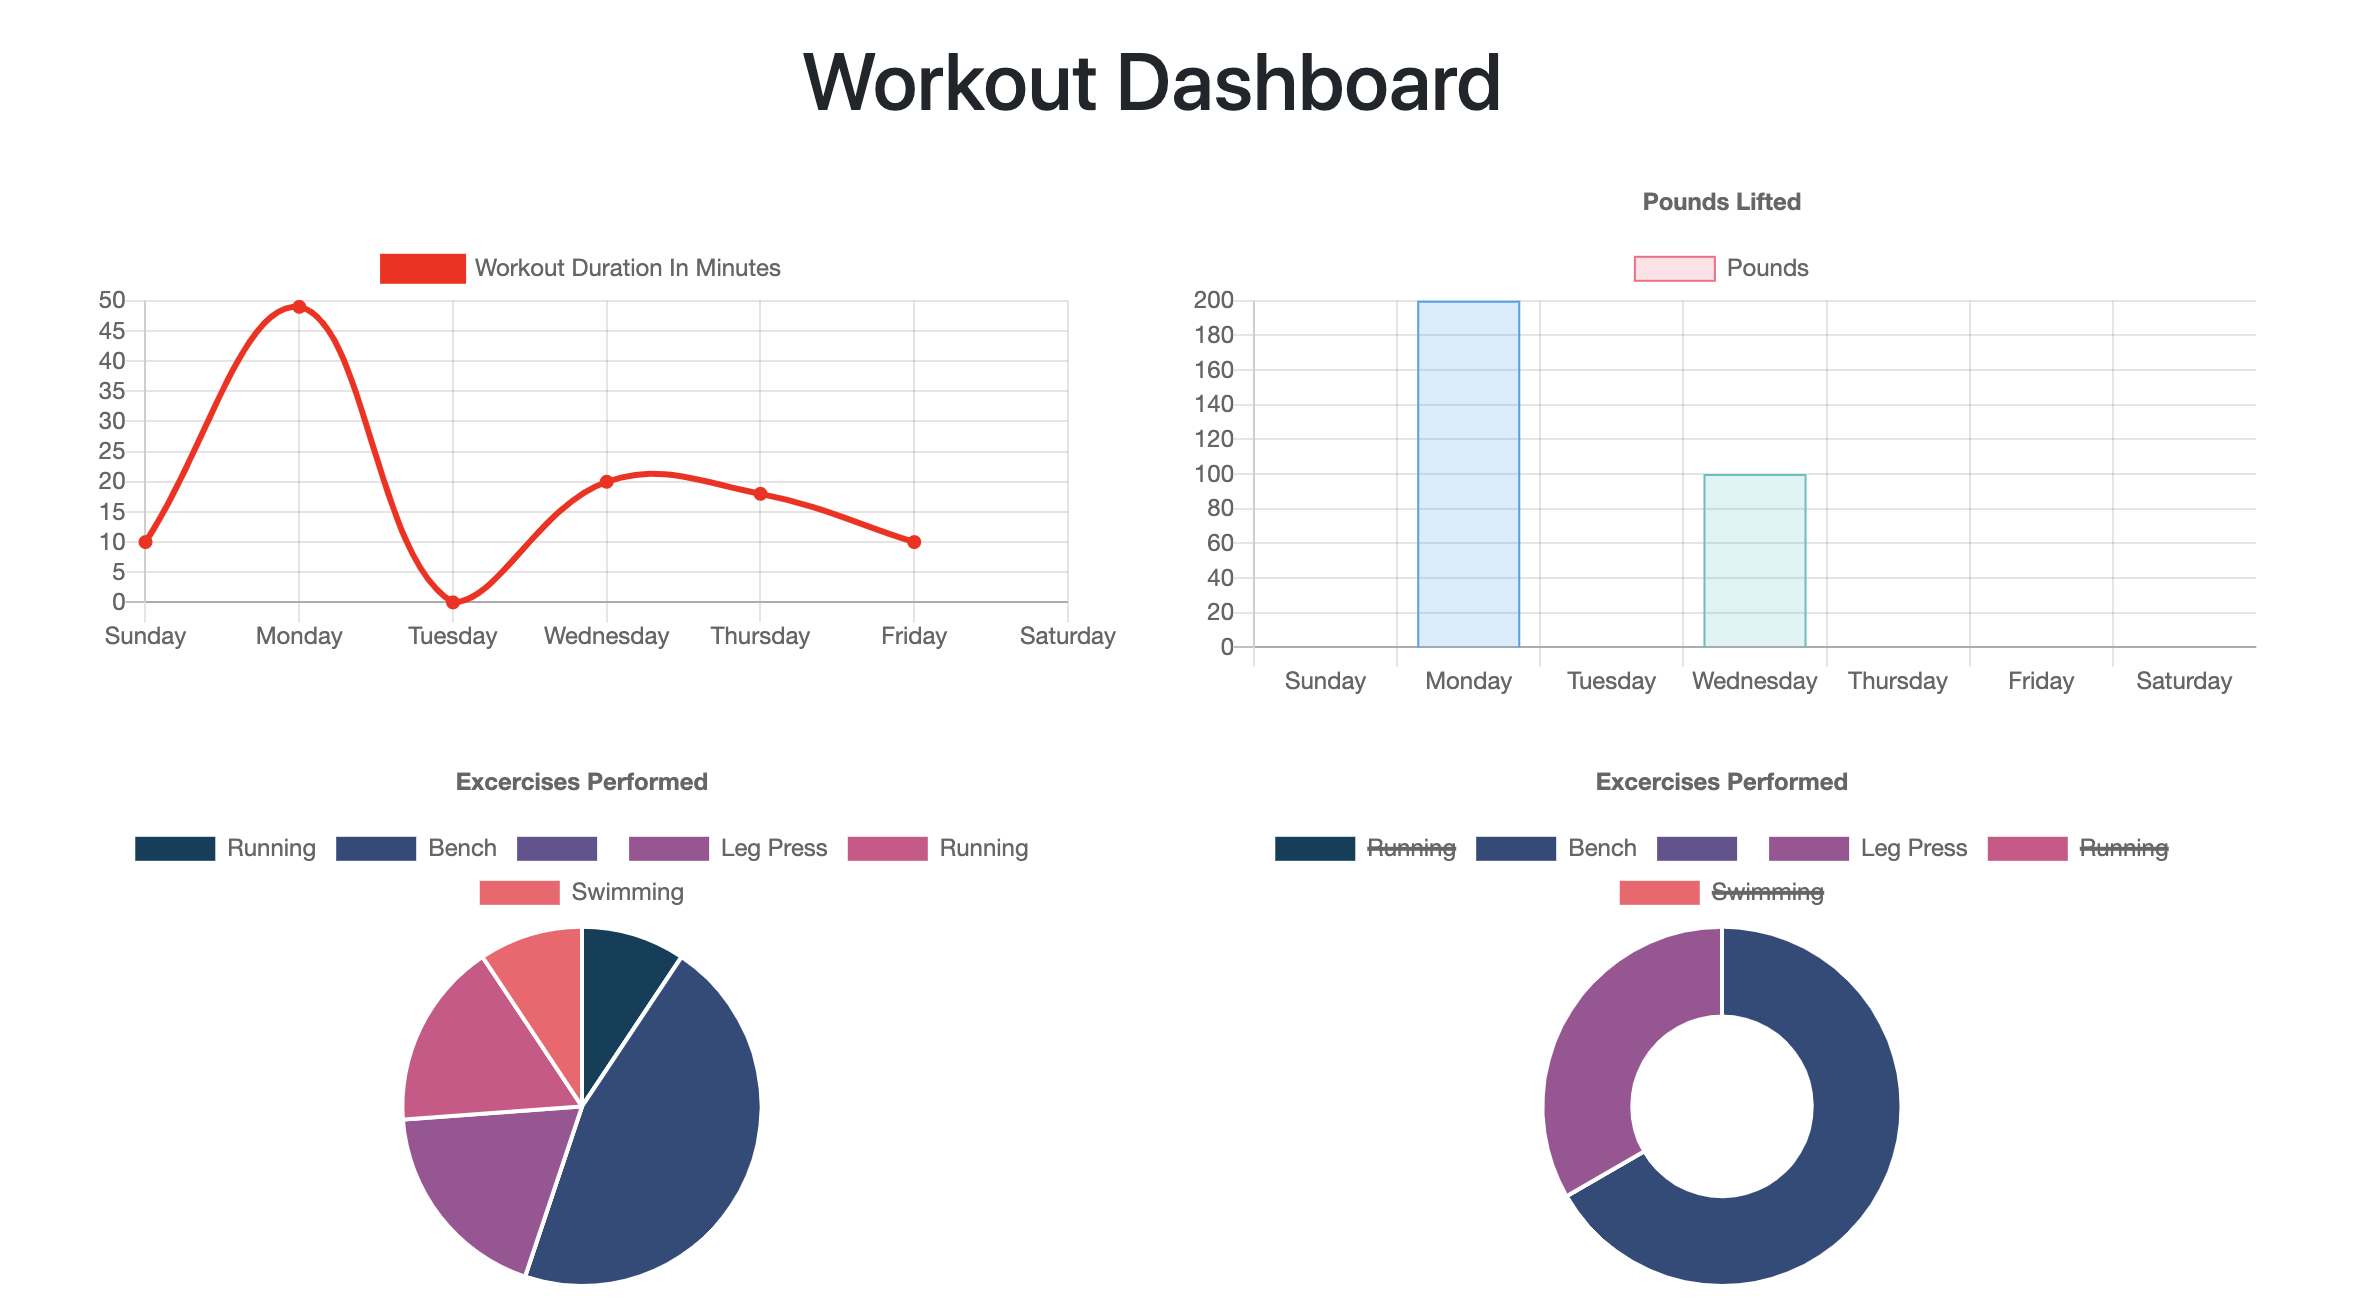 Workout Dashboard
Workout Duration In Minutes
50
45
40
35
30
25
20
15
10
5
0
Sunday Monday Tuesday Wednesday Thursday Friday Saturday
Pounds Lifted
Pounds
200
180
160
140
120
100
80
60
40
20
0
Sunday Monday Tuesday Wednesday Thursday Friday Saturday
Excercises Performed
Running Bench Leg Press Running
Swimming
Excercises Performed
Running Bench Leg Press Running
Swimming